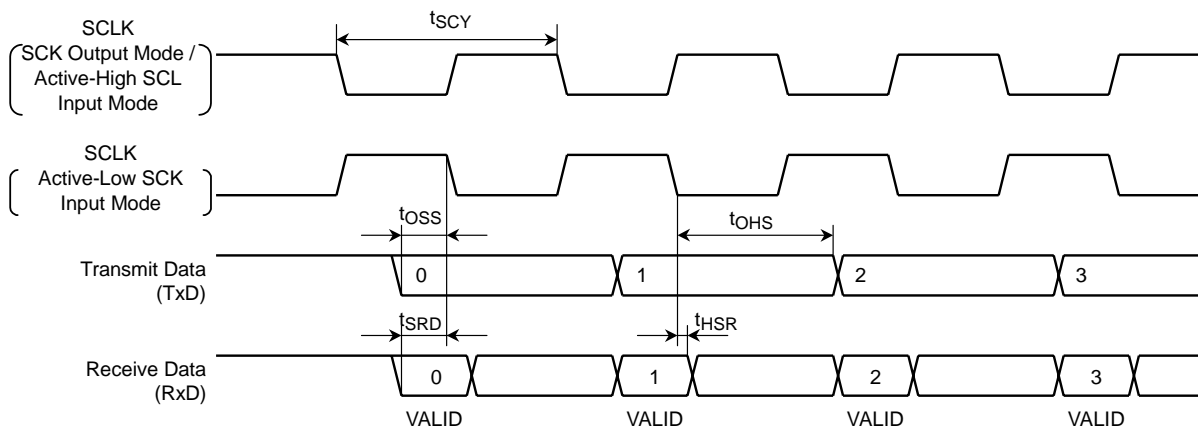 SCLK
SCK Output Mode /
Active-High SCL
Input Mode
tSCY
SCLK
Active-Low SCK
Input Mode
tOSS
tOHS
Transmit Data
(TxD)
0
1
2
3
tSRD
tHSR
Receive Data
(RxD)
0
1
2
3
VALID
VALID
VALID
VALID